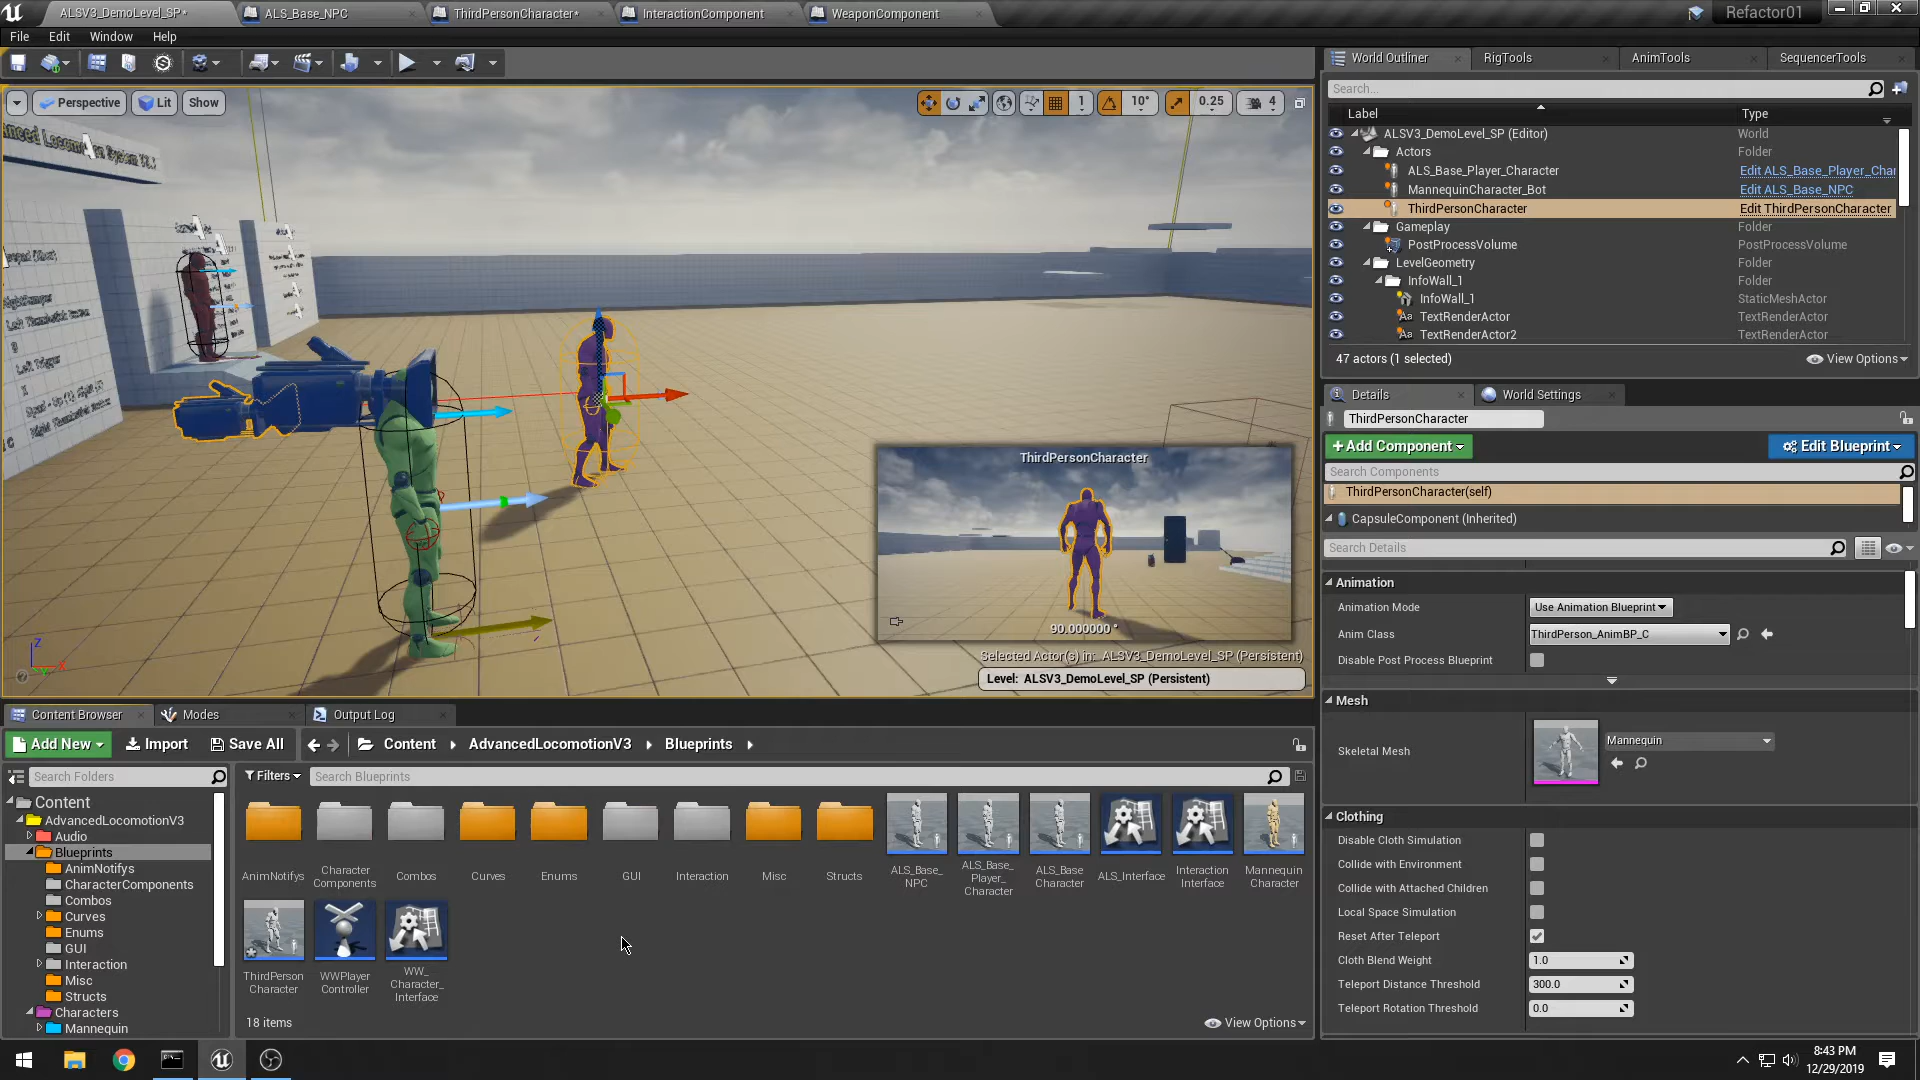 ALSV3_DemoLevel_SP*
ALS_Base_NPC
ThirdPersonCharacter*
InteractionComponent
WeaponComponent
Refactor01
File
Edit
Window
Help
Perspective
Lit
Show
1
10°
0.25
4
World Outliner
RigTools
AnimTools
SequencerTools
Search...
Label
Type
ALSV3_DemoLevel_SP (Editor)
World
Actors
Folder
ALS_Base_Player_Character
Edit ALS_Base_Player_Char
MannequinCharacter_Bot
Edit ALS_Base_NPC
ThirdPersonCharacter
Edit ThirdPersonCharacter
Gameplay
Folder
PostProcessVolume
PostProcessVolume
LevelGeometry
Folder
InfoWall_1
Folder
InfoWall_1
StaticMeshActor
TextRenderActor
TextRenderActor
TextRenderActor2
TextRenderActor
47 actors (1 selected)
View Options
Left Trigger
ThirdPersonCharacter
90.000000 °
Selected Actor(s) in: ALSV3_DemoLevel_SP (Persistent)
Level: ALSV3_DemoLevel_SP (Persistent)
Z
X
Details
World Settings
ThirdPersonCharacter
+Add Component
Edit Blueprint
Search Components
ThirdPersonCharacter(self)
CapsuleComponent (Inherited)
Search Details
Animation
Animation Mode
Use Animation Blueprint
Anim Class
ThirdPerson_AnimBP_C
Disable Post Process Blueprint
Mesh
Skeletal Mesh
Mannequin
Clothing
Disable Cloth Simulation
Collide with Environment
Collide with Attached Children
Local Space Simulation
Reset After Teleport
Cloth Blend Weight
1.0
Teleport Distance Threshold
300.0
Teleport Rotation Threshold
0.0
Content Browser
Modes
Output Log
Add New
Import
Save All
Content
AdvancedLocomotionV3
Blueprints
Search Folders
Filters
Search Blueprints
Content
AdvancedLocomotionV3
Audio
Blueprints
AnimNotifys
CharacterComponents
Combos
Curves
Enums
GUI
Interaction
Misc
Structs
Characters
Mannequin
AnimNotifys
Character
Components
Combos
Curves
Enums
GUI
Interaction
Misc
Structs
ALS_Base_
NPC
ALS_Base_
Player_
Character
ALS_Base
Character
ALS_Interface
Interaction
Interface
Mannequin
Character
ThirdPerson
Character
WWPlayer
Controller
WW_
Character_
Interface
18 items
View Options
8:43 PM
12/29/2019